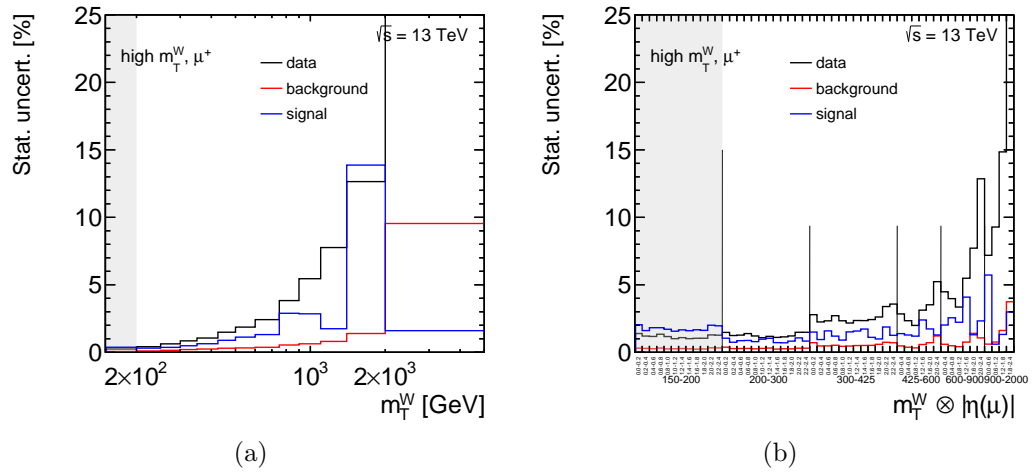 Stat. uncert. [%]
25
20
15
10
5
0
√s = 13 TeV
high m_T^W, μ⁺
data
background
signal
2×10² 10³ 2×10³
m_T^W [GeV]
(a)
Stat. uncert. [%]
25
20
15
10
5
0
√s = 13 TeV
high m_T^W, μ⁺
data
background
signal
150-200 200-300 300-425 425-600 600-900 900-2000
m_T^W ⊗ |η(μ)|
(b)